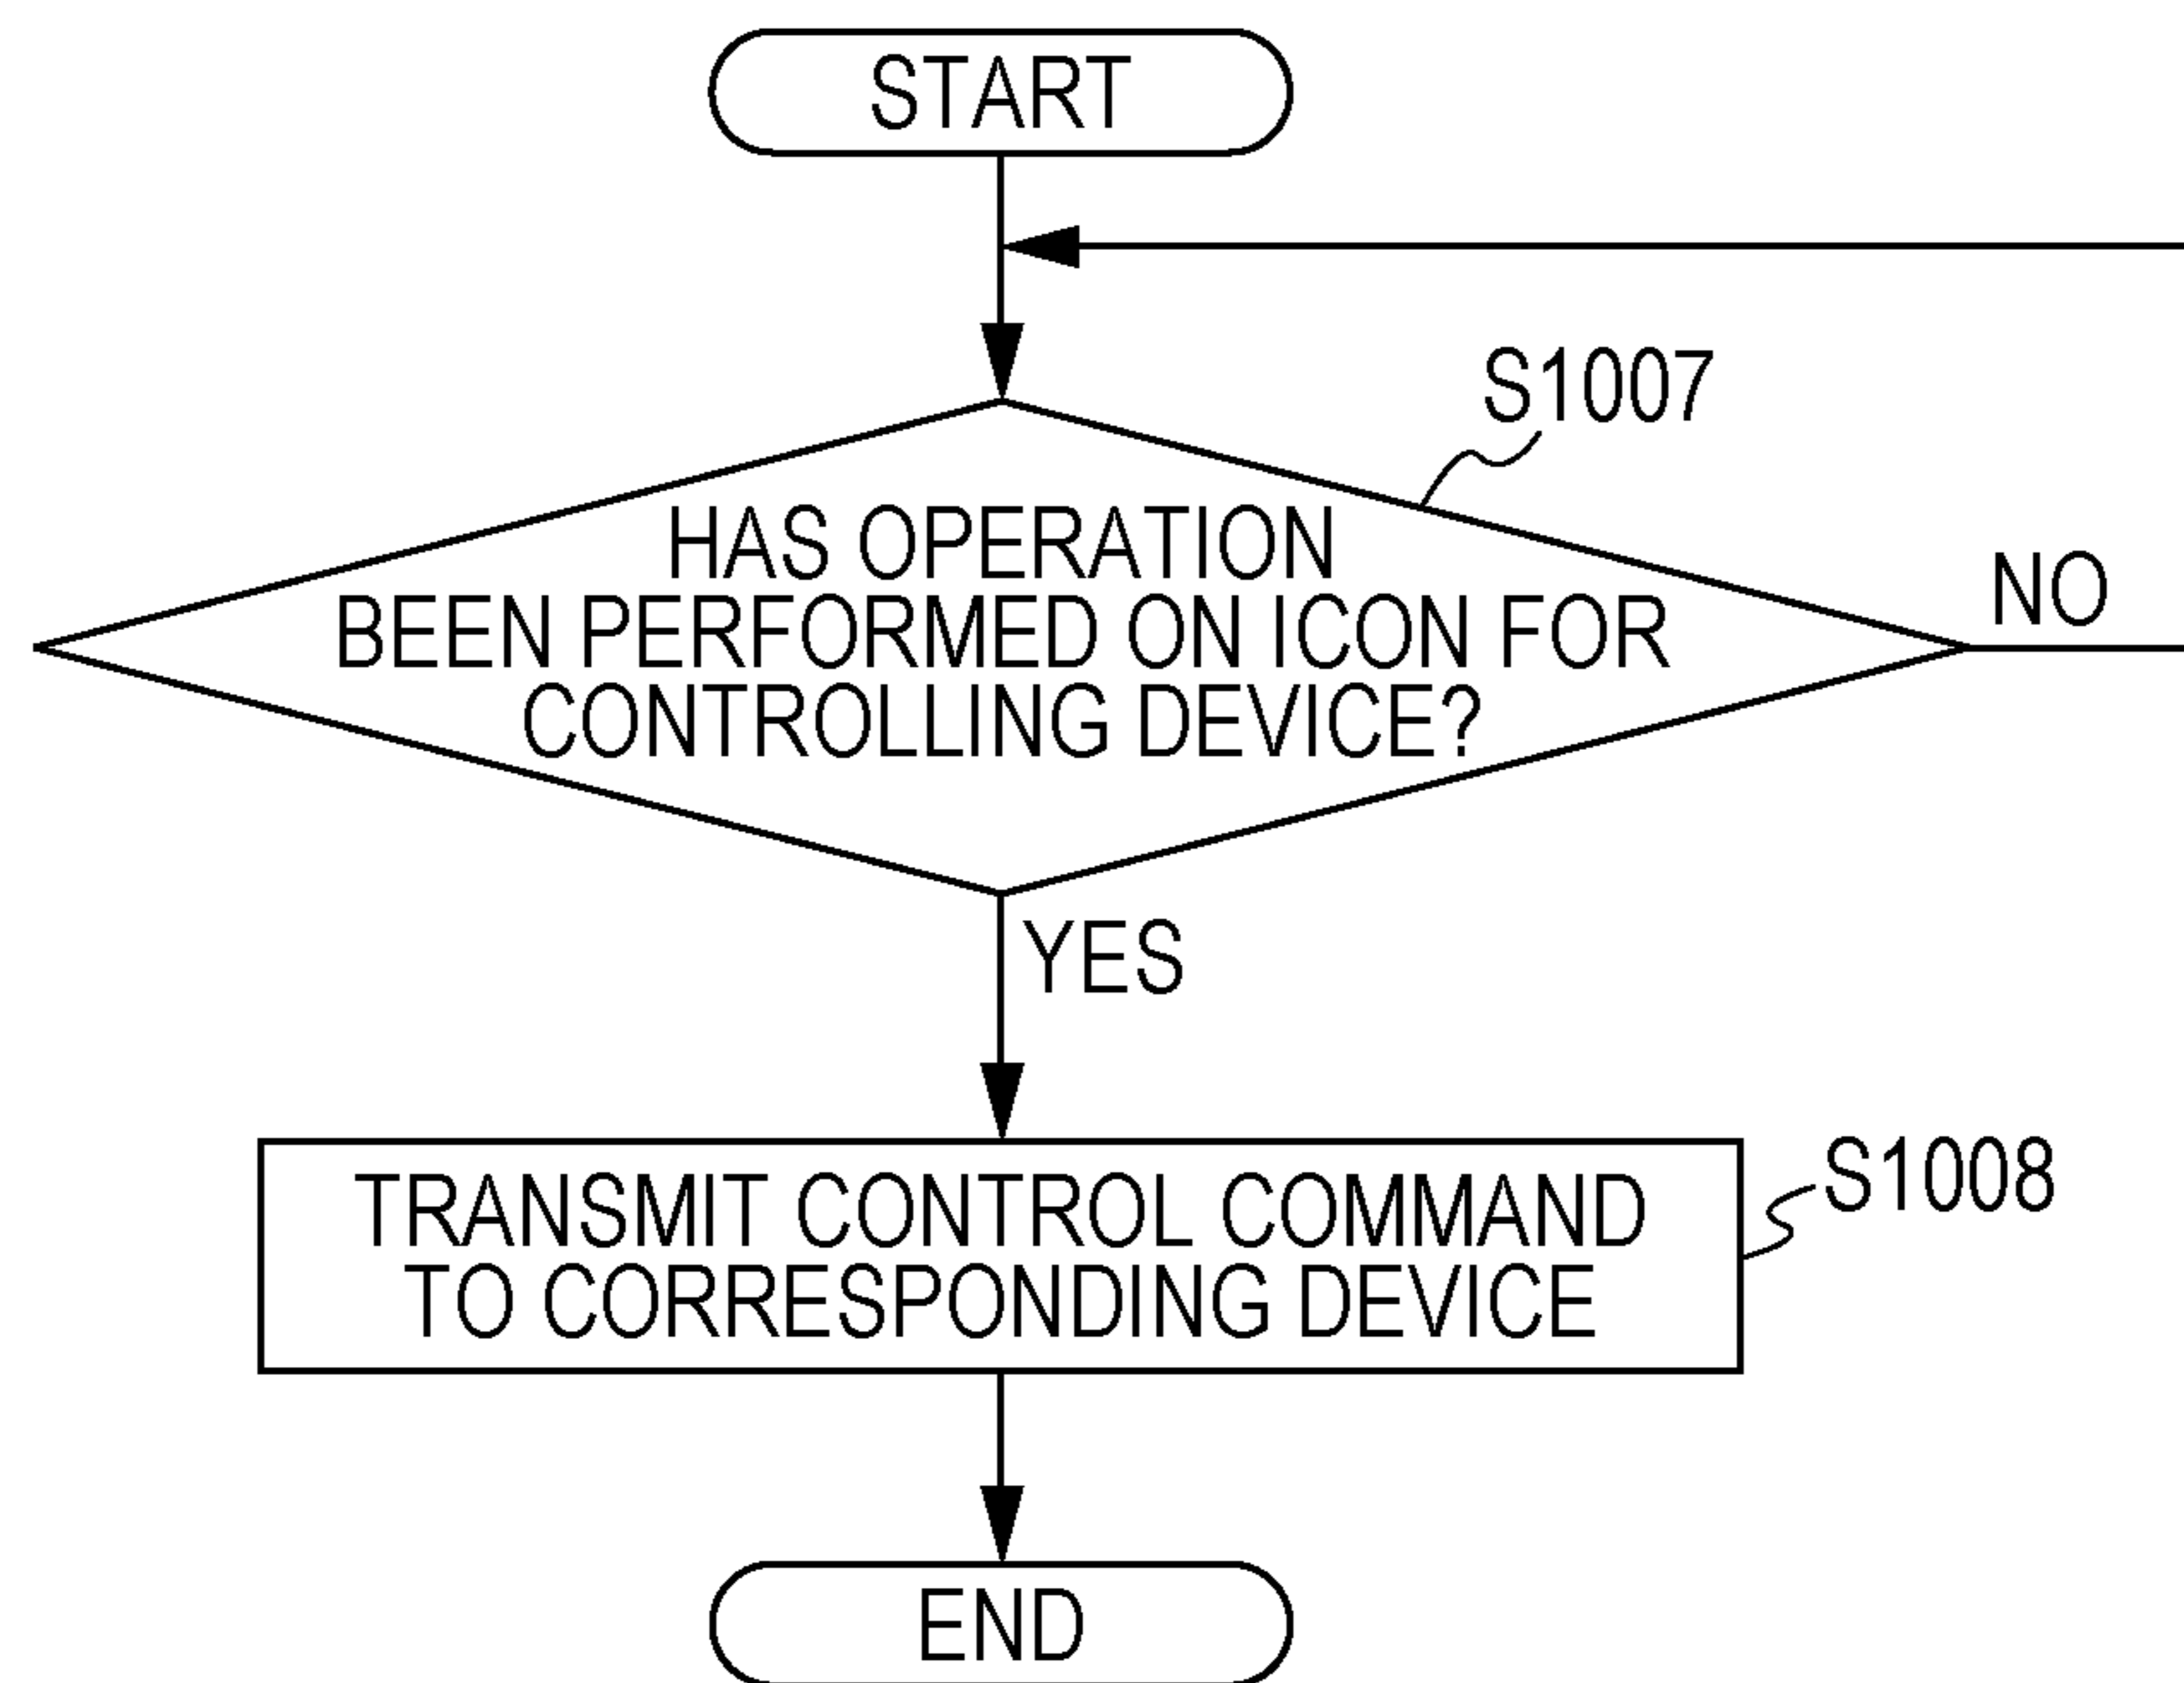 START
S1007
HAS OPERATION
BEEN PERFORMED ON ICON FOR
CONTROLLING DEVICE?
NO
YES
TRANSMIT CONTROL COMMAND
TO CORRESPONDING DEVICE
S1008
END